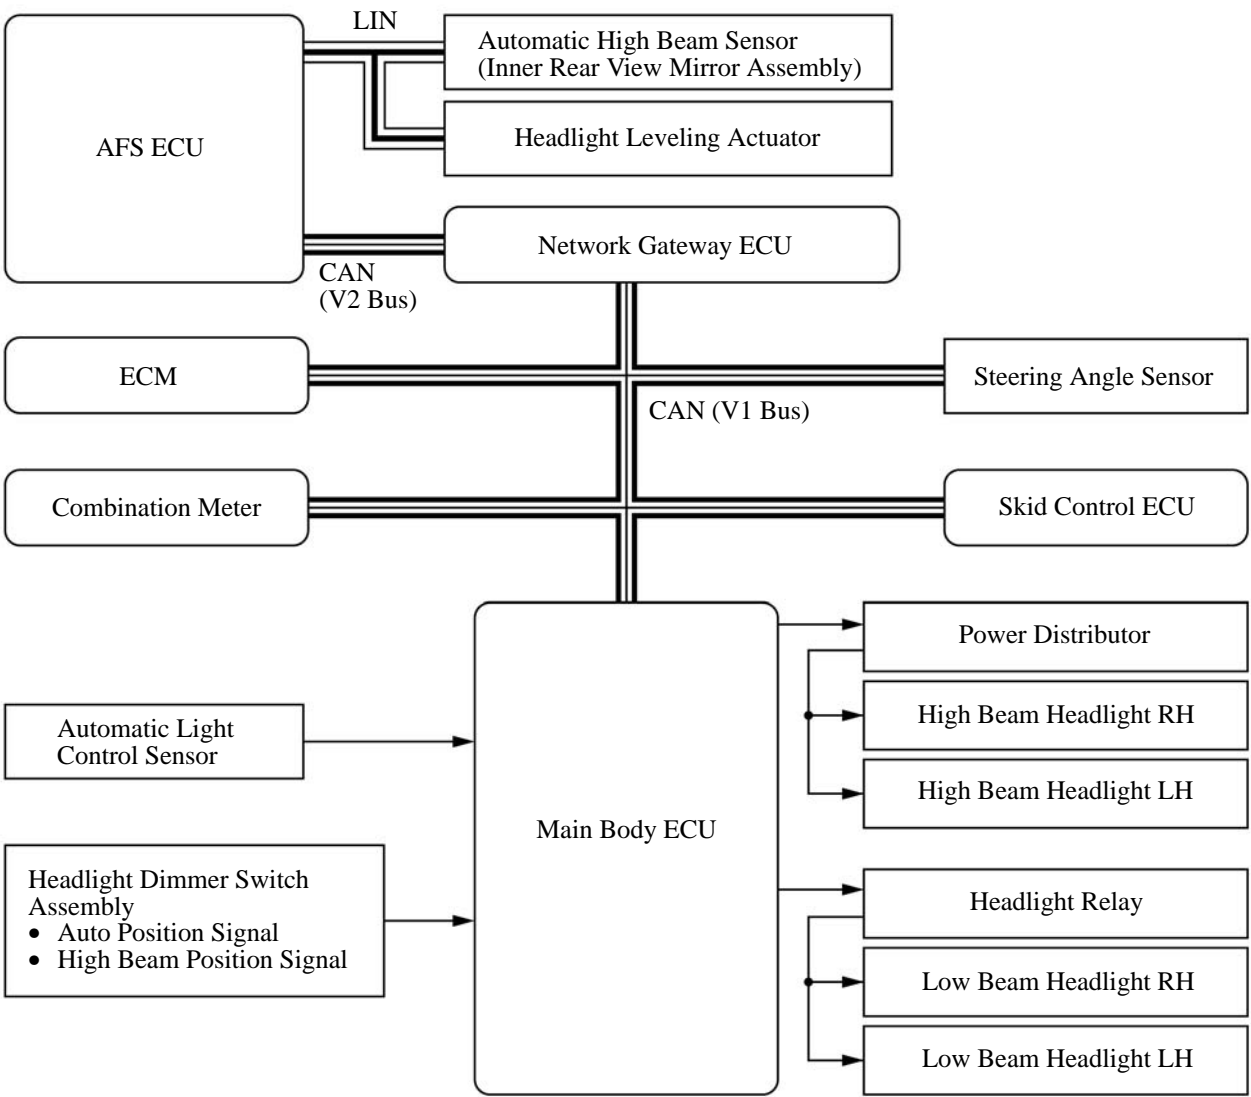 LIN
Automatic High Beam Sensor
(Inner Rear View Mirror Assembly)
AFS ECU
Headlight Leveling Actuator
Network Gateway ECU
CAN
(V2 Bus)
ECM
Steering Angle Sensor
CAN (V1 Bus)
Combination Meter
Skid Control ECU
Power Distributor
High Beam Headlight RH
Automatic Light
Control Sensor
High Beam Headlight LH
Main Body ECU
Headlight Dimmer Switch
Assembly
• Auto Position Signal
• High Beam Position Signal
Headlight Relay
Low Beam Headlight RH
Low Beam Headlight LH